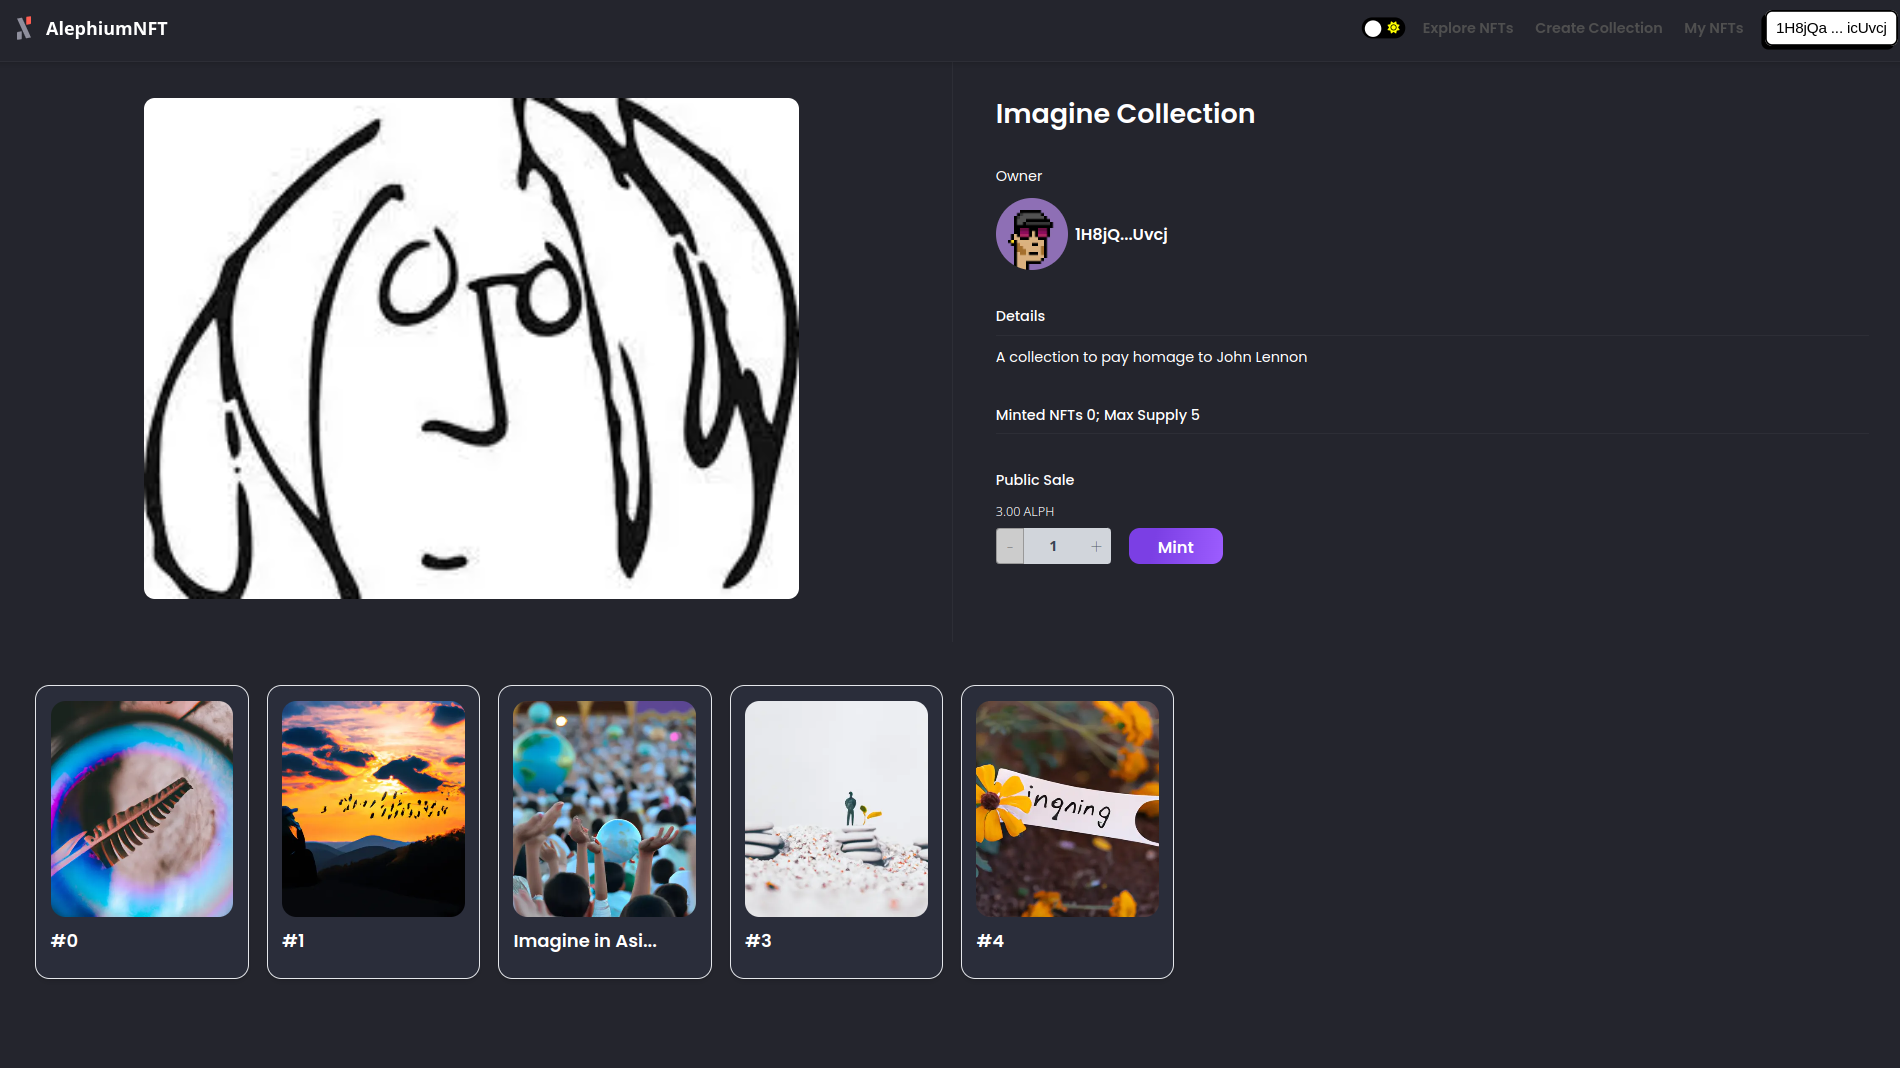 AlephiumNFT
Explore NFTs
Create Collection
My NFTs
1H8jQa ... icUvcj
Imagine Collection
Owner
1H8jQ...Uvcj
Details
A collection to pay homage to John Lennon
Minted NFTs 0; Max Supply 5
Public Sale
3.00 ALPH
- 1 +
Mint
ingning
#0
#1
Imagine in Asi...
#3
#4